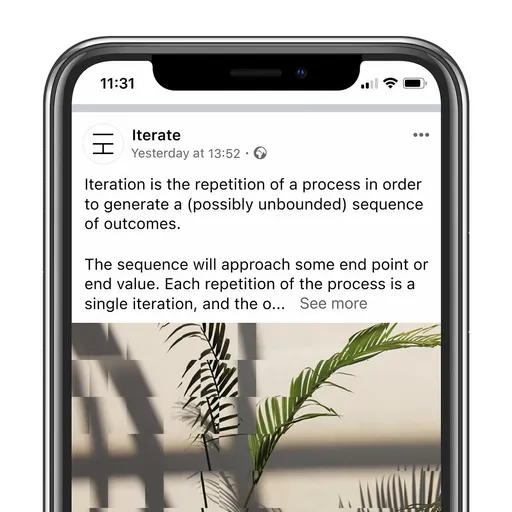 11:31
Iterate
Yesterday at 13:52 ·
Iteration is the repetition of a process in order
to generate a (possibly unbounded) sequence
of outcomes.
The sequence will approach some end point or
end value. Each repetition of the process is a
single iteration, and the o... See more